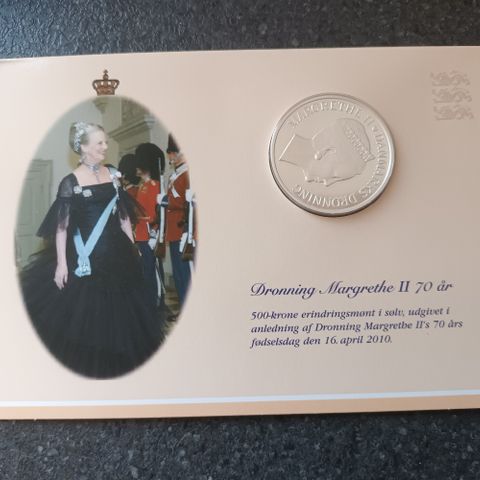 MARGRETHE II DANMARKS DRONNING
Dronning Margrethe II 70 år
500-krone erindringsmønt i sølv, udgivet i
anledning af Dronning Margrethe II's 70 års
fødselsdag den 16. april 2010.